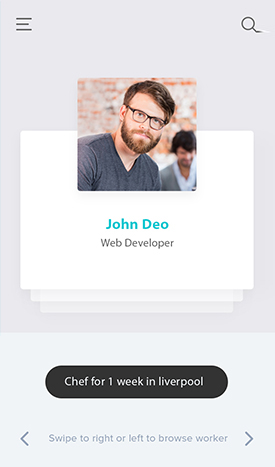 John Deo
Web Developer
Chef for 1 week in liverpool
Swipe to right or left to browse worker